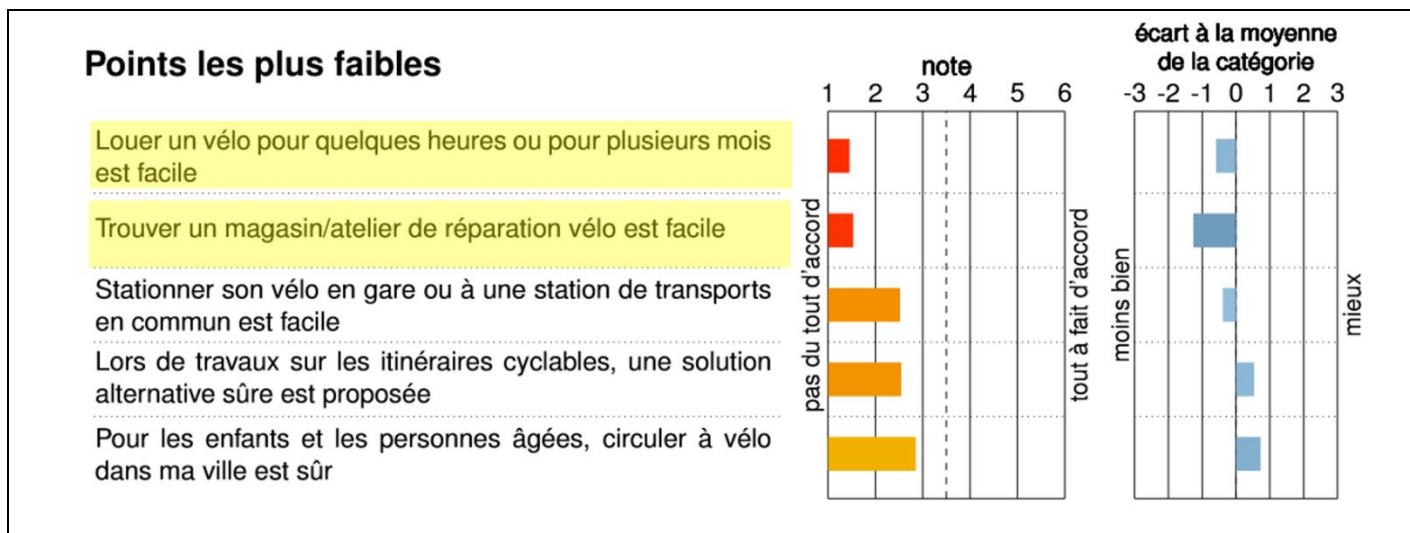 Points les plus faibles
note
1 2 3 4 5 6
écart à la moyenne
de la catégorie
-3 -2 -1 0 1 2 3
Louer un vélo pour quelques heures ou pour plusieurs mois
est facile
Trouver un magasin/atelier de réparation vélo est facile
Stationner son vélo en gare ou à une station de transports
en commun est facile
Lors de travaux sur les itinéraires cyclables, une solution
alternative sûre est proposée
Pour les enfants et les personnes âgées, circuler à vélo
dans ma ville est sûr
pas du tout d'accord
tout à fait d'accord
moins bien
mieux